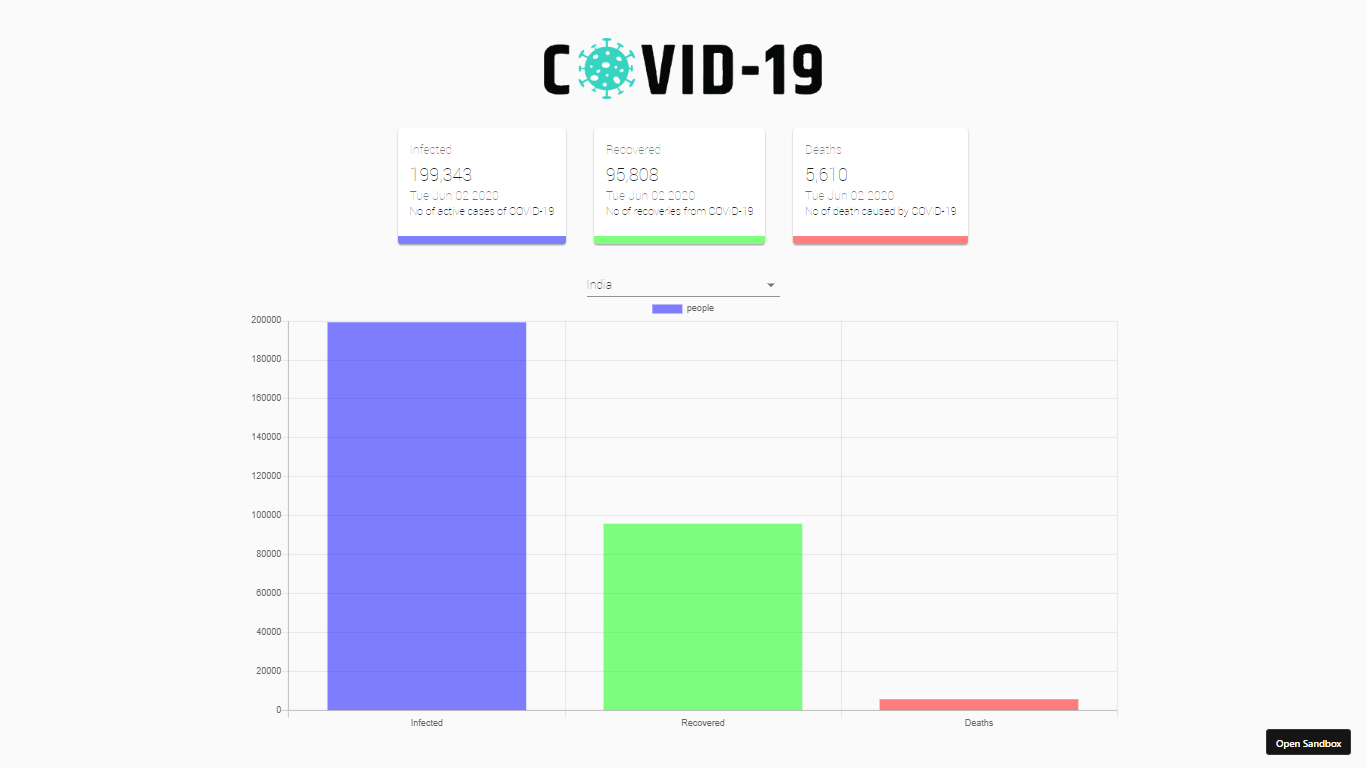 COVID-19
Infected
199,343
Tue Jun 02 2020
No of active cases of COVID-19
Recovered
95,808
Tue Jun 02 2020
No of recoveries from COVID-19
Deaths
5,610
Tue Jun 02 2020
No of death caused by COVID-19
India
people
200000
180000
160000
140000
120000
100000
80000
60000
40000
20000
0
Infected Recovered Deaths
Open Sandbox